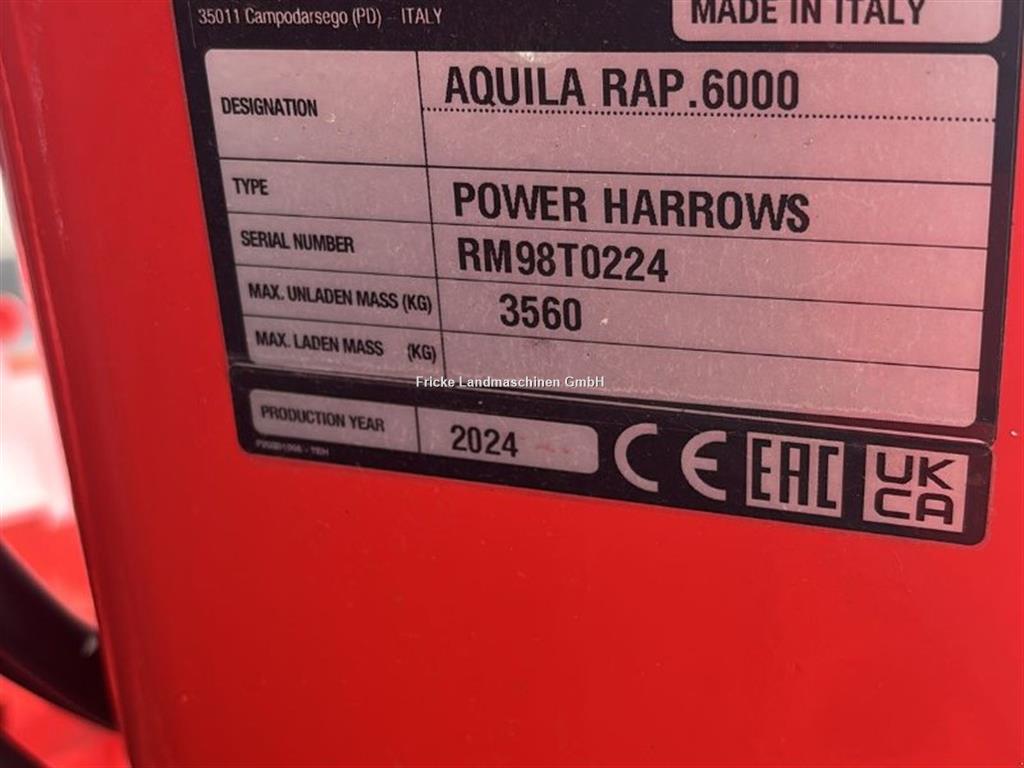 35011 Campodarsego (PD) - ITALY
MADE IN ITALY
DESIGNATION AQUILA RAP.6000
TYPE POWER HARROWS
SERIAL NUMBER RM98T0224
MAX. UNLADEN MASS (KG) 3560
MAX. LADEN MASS (KG)
Fricke Landmaschinen GmbH
PRODUCTION YEAR 2024
CE EAC UK
CA